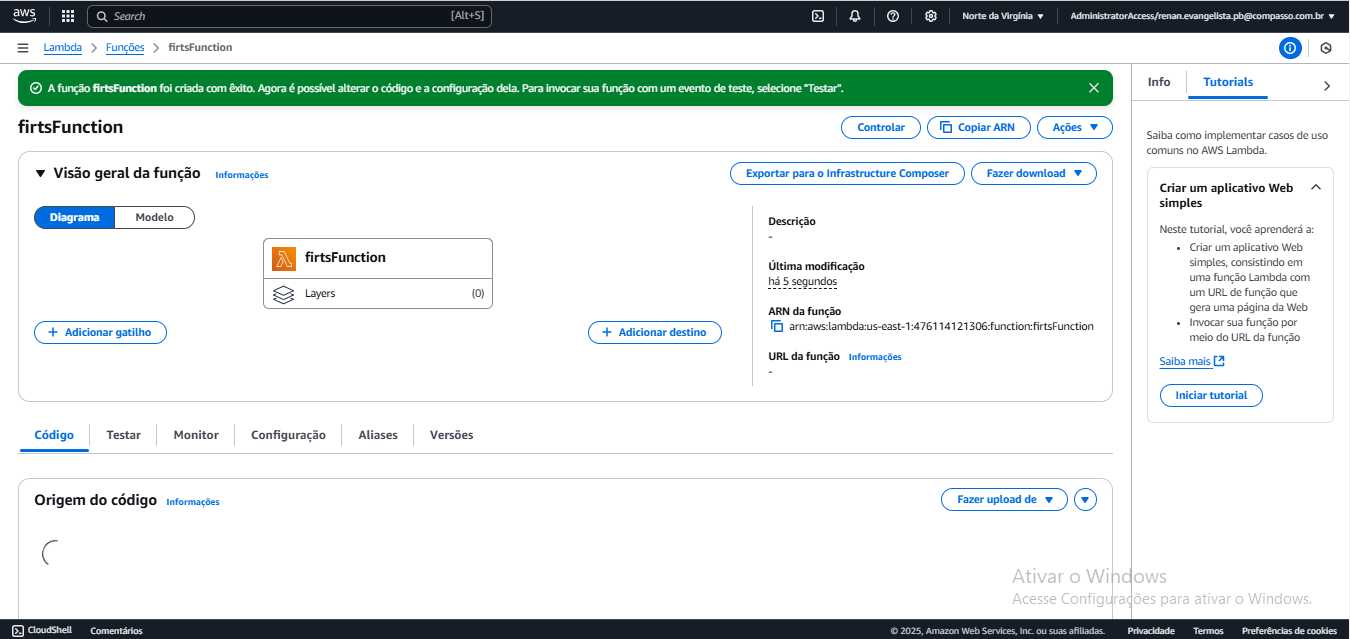 aws
Search
[Alt+S]
Norte da Virgínia
AdministratorAccess/renan.evangelista.pb@compasso.com.br
Lambda
Funções
firtsFunction
A função firtsFunction foi criada com êxito. Agora é possível alterar o código e a configuração dela. Para invocar sua função com um evento de teste, selecione "Testar".
firtsFunction
Controlar
Copiar ARN
Ações
Visão geral da função
Informações
Exportar para o Infrastructure Composer
Fazer download
Diagrama
Modelo
firtsFunction
Layers
(0)
Adicionar gatilho
Adicionar destino
Descrição
-
Última modificação
há 5 segundos
ARN da função
arn:aws:lambda:us-east-1:476114121306:function:firtsFunction
URL da função
Informações
-
Código
Testar
Monitor
Configuração
Aliases
Versões
Origem do código
Informações
Fazer upload de
Info
Tutorials
Saiba como implementar casos de uso
comuns no AWS Lambda.
Criar um aplicativo Web
simples
Neste tutorial, você aprenderá a:
• Criar um aplicativo Web
simples, consistindo em
uma função Lambda com
um URL de função que
gera uma página da Web
• Invocar sua função por
meio do URL da função
Saiba mais
Iniciar tutorial
Ativar o Windows
Acesse Configurações para ativar o Windows.
CloudShell
Comentários
© 2025, Amazon Web Services, Inc. ou suas afiliadas.
Privacidade
Termos
Preferências de cookies